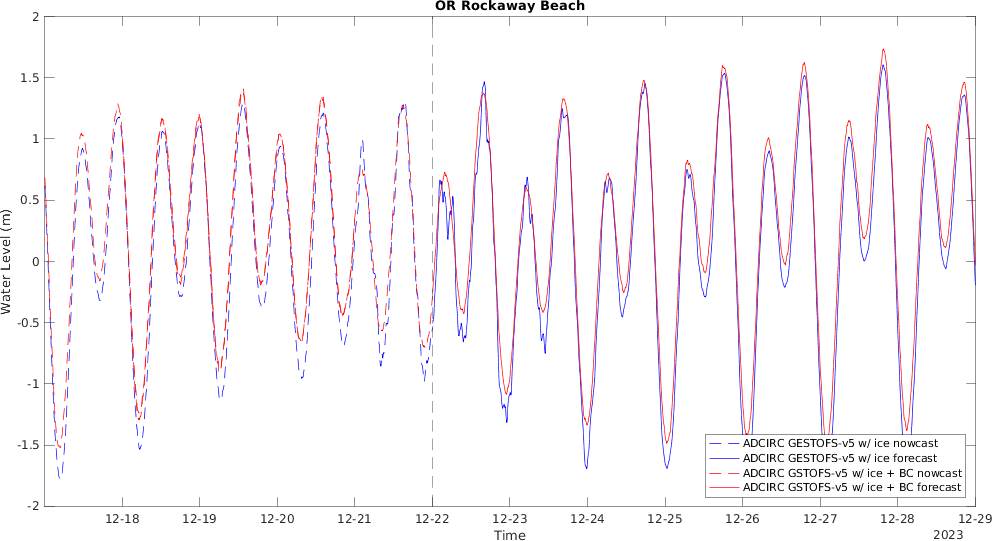 OR Rockaway Beach
2
1.5
1
0.5
0
-0.5
-1
-1.5
-2
Water Level (m)
12-18 12-19 12-20 12-21 12-22 12-23 12-24 12-25 12-26 12-27 12-28 12-29
Time
2023
ADCIRC GESTOFS-v5 w/ ice nowcast
ADCIRC GESTOFS-v5 w/ ice forecast
ADCIRC GSTOFS-v5 w/ ice + BC nowcast
ADCIRC GSTOFS-v5 w/ ice + BC forecast